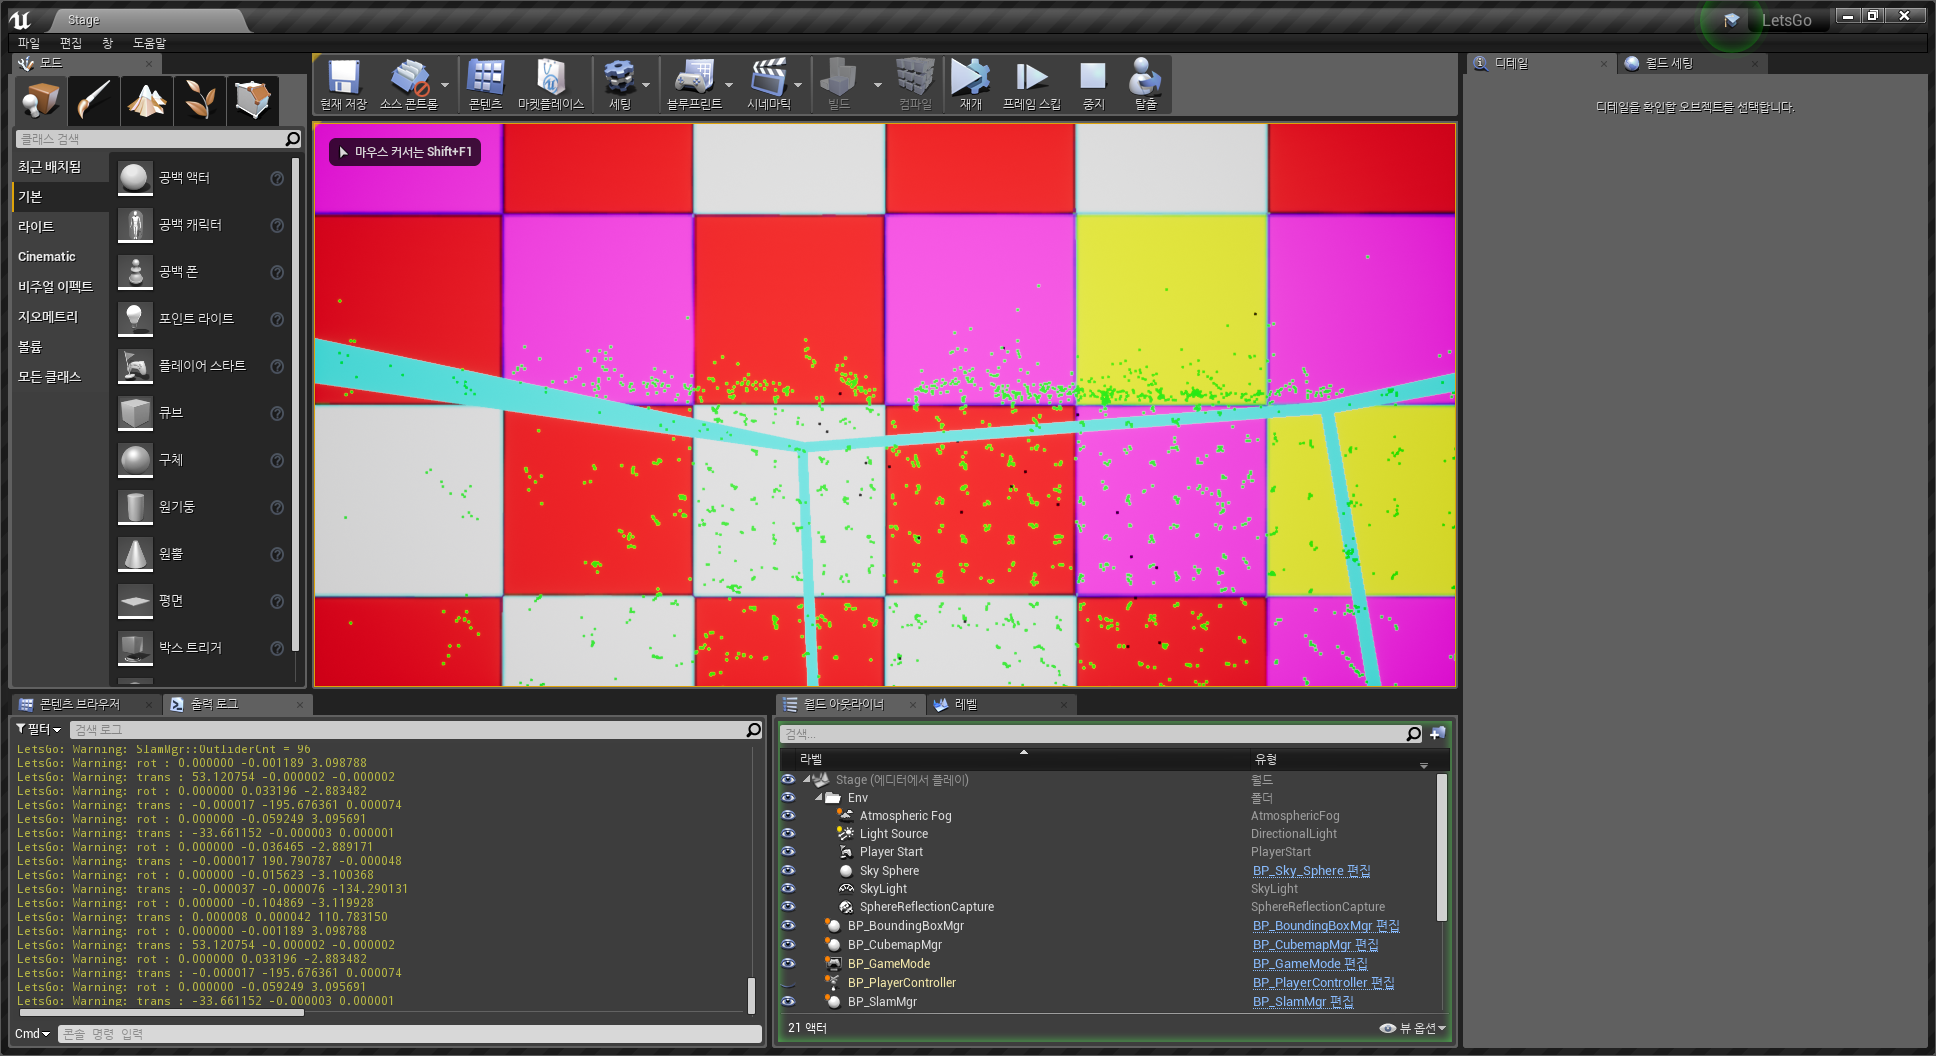 Stage
LetsGo
파일 편집 창 도움말
모드
디테일
월드 세팅
현재 저장
소스 컨트롤
콘텐츠
마켓플레이스
세팅
블루프린트
시네마틱
빌드
컴파일
재개
프레임 스킵
중지
탈출
디테일을 확인할 오브젝트를 선택합니다.
클래스 검색
마우스 커서는 Shift+F1
최근 배치됨
기본
라이트
Cinematic
비주얼 이펙트
지오메트리
볼륨
모든 클래스
공백 액터
공백 캐릭터
공백 폰
포인트 라이트
플레이어 스타트
큐브
구체
원기둥
원뿔
평면
박스 트리거
콘텐츠 브라우저
출력 로그
필터
검색 로그
LetsGo: Warning: SlamMgr::OutliderCnt = 96
LetsGo: Warning: rot : 0.000000 -0.001189 3.098788
LetsGo: Warning: trans : 53.120754 -0.000002 -0.000002
LetsGo: Warning: rot : 0.000000 0.033196 -2.883482
LetsGo: Warning: trans : -0.000017 -195.676361 0.000074
LetsGo: Warning: rot : 0.000000 -0.059249 3.095691
LetsGo: Warning: trans : -33.661152 -0.000003 0.000001
LetsGo: Warning: rot : 0.000000 -0.036465 -2.889171
LetsGo: Warning: trans : -0.000017 190.790787 -0.000048
LetsGo: Warning: rot : 0.000000 -0.015623 -3.100368
LetsGo: Warning: trans : -0.000037 -0.000076 -134.290131
LetsGo: Warning: rot : 0.000000 -0.104869 -3.119928
LetsGo: Warning: trans : 0.000008 0.000042 110.783150
LetsGo: Warning: rot : 0.000000 -0.001189 3.098788
LetsGo: Warning: trans : 53.120754 -0.000002 -0.000002
LetsGo: Warning: rot : 0.000000 0.033196 -2.883482
LetsGo: Warning: trans : -0.000017 -195.676361 0.000074
LetsGo: Warning: rot : 0.000000 -0.059249 3.095691
LetsGo: Warning: trans : -33.661152 -0.000003 0.000001
Cmd
콘솔 명령 입력
월드 아웃라이너
레벨
검색...
라벨 유형
Stage (에디터에서 플레이) 월드
Env 폴더
Atmospheric Fog AtmosphericFog
Light Source DirectionalLight
Player Start PlayerStart
Sky Sphere BP_Sky_Sphere 편집
SkyLight SkyLight
SphereReflectionCapture SphereReflectionCapture
BP_BoundingBoxMgr BP_BoundingBoxMgr 편집
BP_CubemapMgr BP_CubemapMgr 편집
BP_GameMode BP_GameMode 편집
BP_PlayerController BP_PlayerController 편집
BP_SlamMgr BP_SlamMgr 편집
21 액터
뷰 옵션